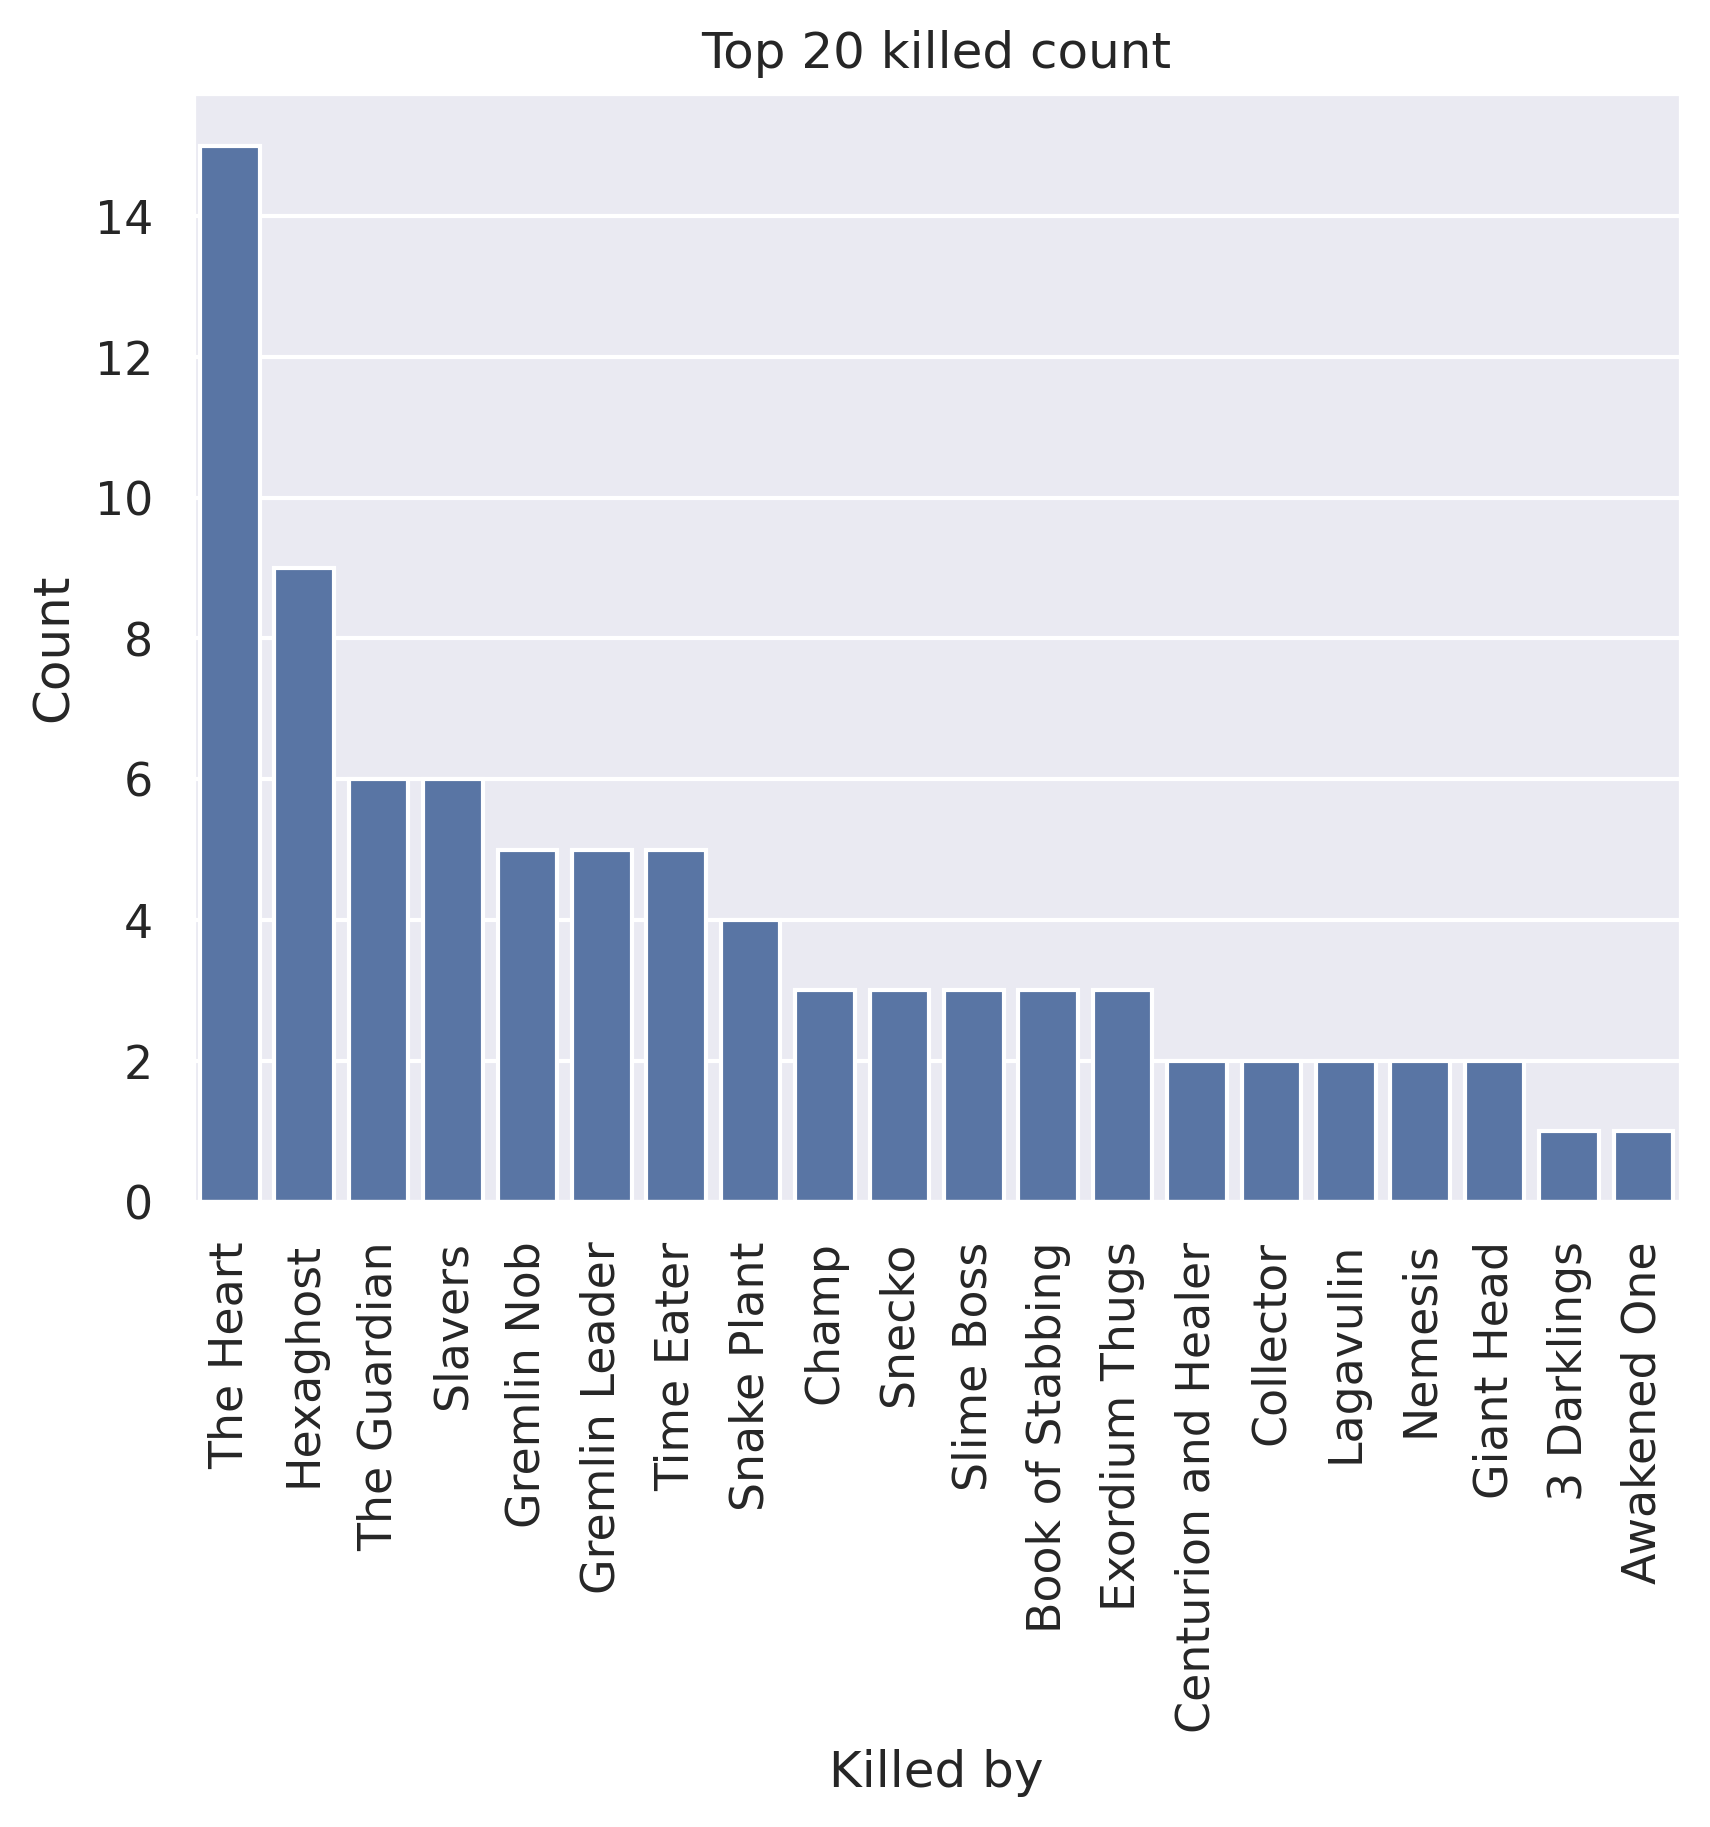 Top 20 killed count
Count
14
12
10
8
6
4
2
0
The Heart
Hexaghost
The Guardian
Slavers
Gremlin Nob
Gremlin Leader
Time Eater
Snake Plant
Champ
Snecko
Slime Boss
Book of Stabbing
Exordium Thugs
Centurion and Healer
Collector
Lagavulin
Nemesis
Giant Head
3 Darklings
Awakened One
Killed by